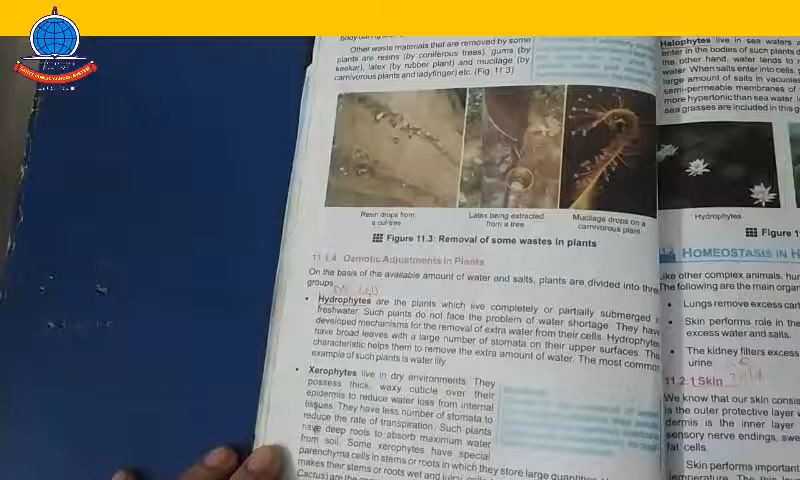 Other waste materials that are removed by some
plants are resins (by coniferous trees), gums (by
keekar), latex (by rubber plant) and mucilage (by
carnivorous plants and ladyfinger) etc. (Fig. 11.3)
Resin drops from
a cut tree
Latex being extracted
from a tree
Mucilage drops on a
carnivorous plant
Figure 11.3: Removal of some wastes in plants
11.1.4 Osmotic Adjustments in Plants
On the basis of the available amount of water and salts, plants are divided into three
groups.
• Hydrophytes are the plants which live completely or partially submerged
freshwater. Such plants do not face the problem of water shortage. They have
developed mechanisms for the removal of extra water from their cells. Hydrophytes
have broad leaves with a large number of stomata on their upper surfaces. This
characteristic helps them to remove the extra amount of water. The most common
example of such plants is water lily.
• Xerophytes live in dry environments. They
possess thick, waxy cuticle over their
epidermis to reduce water loss from internal
tissues. They have less number of stomata to
reduce the rate of transpiration. Such plants
have deep roots to absorb maximum water
from soil. Some xerophytes have special
parenchyma cells in stems or roots in which they store large quantities
makes their stems or roots wet and juicy
Cactus) are the
Halophytes live in sea waters
enter in the bodies of such plants
the other hand, water tends to
water. When salts enter into cells,
large amount of salts in vacuoles
semi-permeable membranes of
more hypertonic than sea water.
sea grasses are included in this
Hydrophytes
Figure
HOMEOSTASIS IN
Like other complex animals,
The following are the main
• Lungs remove excess
• Skin performs role in the
excess water and salts.
• The kidney filters excess
urine
11.2.1 Skin
We know that our skin
is the outer protective layer
dermis is the inner layer
sensory nerve endings,
fat cells.
Skin performs important
temperature. The